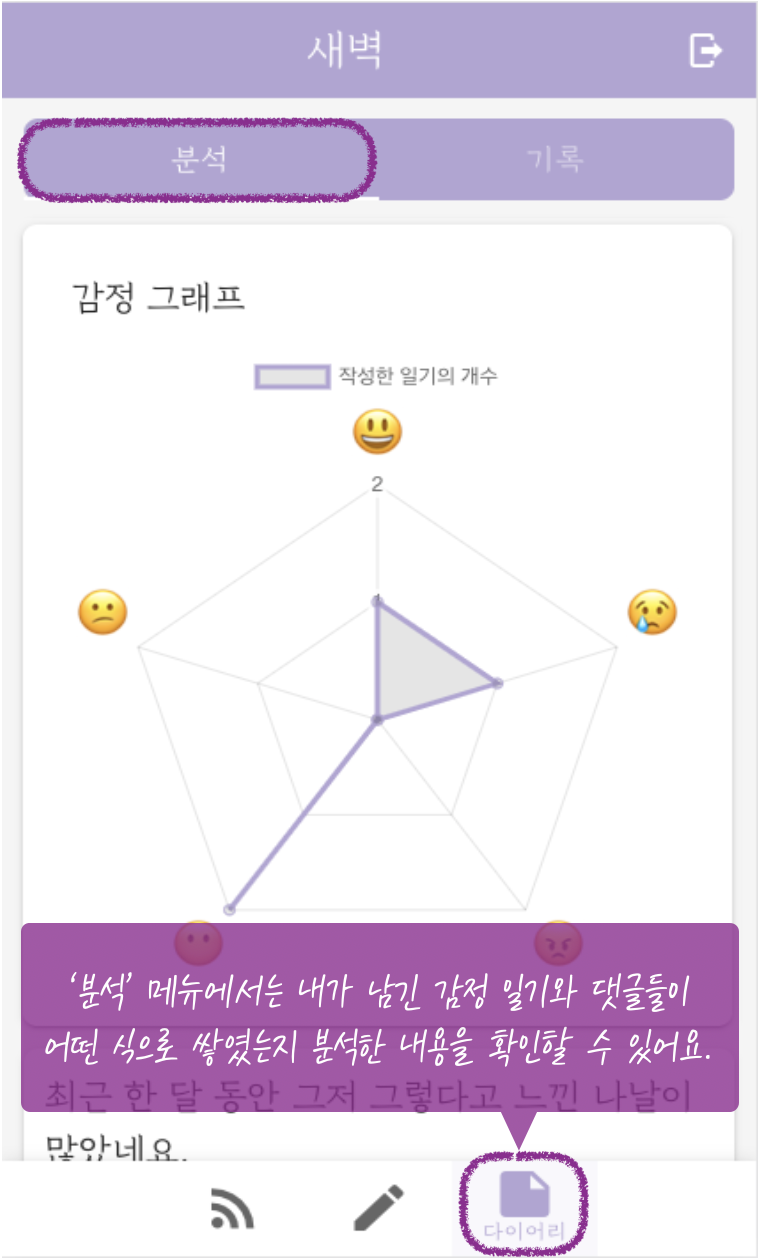 새벽
분석
기록
감정 그래프
작성한 일기의 개수
2
1
‘분석’ 메뉴에서는 내가 남긴 감정 일기와 댓글들이
어떤 식으로 쌓였는지 분석한 내용을 확인할 수 있어요.
최근 한 달 동안 그저 그렇다고 느낀 나날이
많았네요.
다이어리